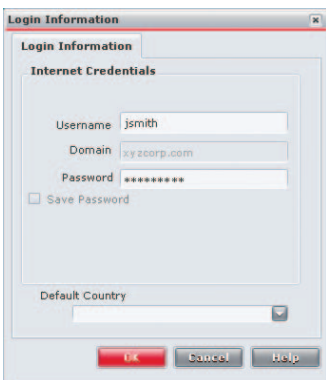 Login Information
Login Information
Internet Credentials
Username jsmith
Domain xyzcorp.com
Password *********
Save Password
Default Country
OK Cancel Help